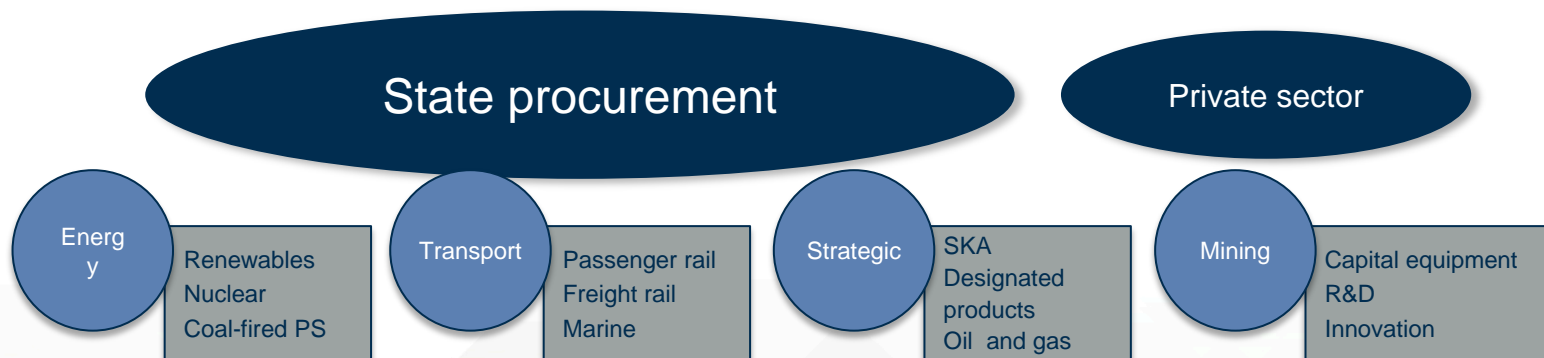 State procurement
Private sector
Energ
y
Renewables
Nuclear
Coal-fired PS
Transport
Passenger rail
Freight rail
Marine
Strategic
SKA
Designated
products
Oil and gas
Mining
Capital equipment
R&D
Innovation